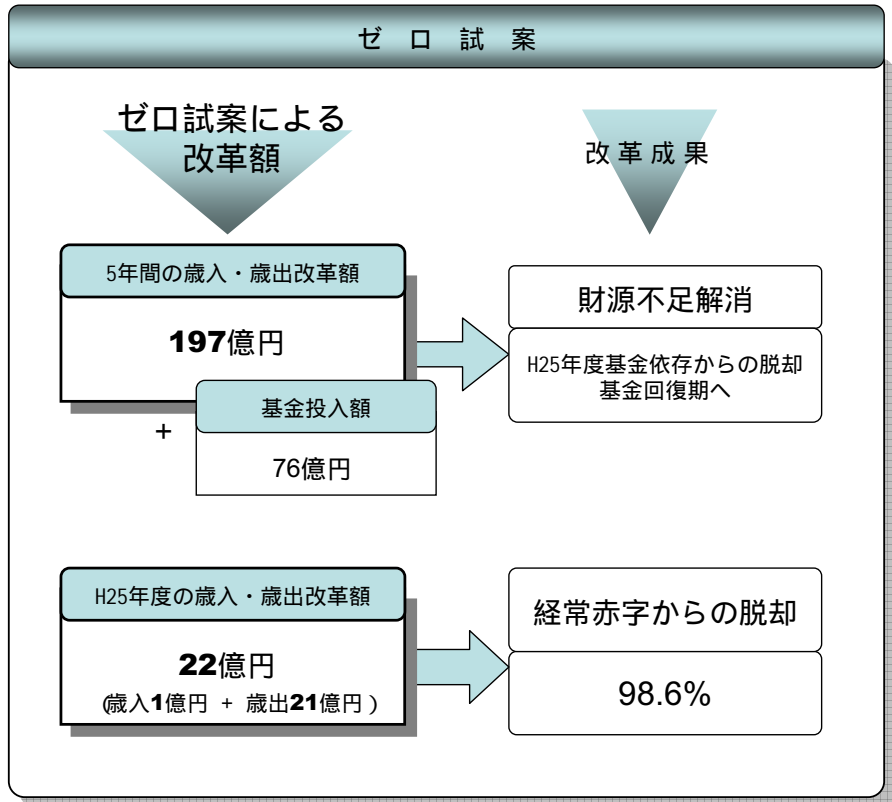 ゼ ロ 試 案
ゼロ試案による
改革額
改 革 成 果
5年間の歳入・歳出改革額
197億円
+
基金投入額
76億円
財源不足解消
H25年度基金依存からの脱却
基金回復期へ
H25年度の歳入・歳出改革額
22億円
(歳入1億円 + 歳出21億円)
経常赤字からの脱却
98.6%